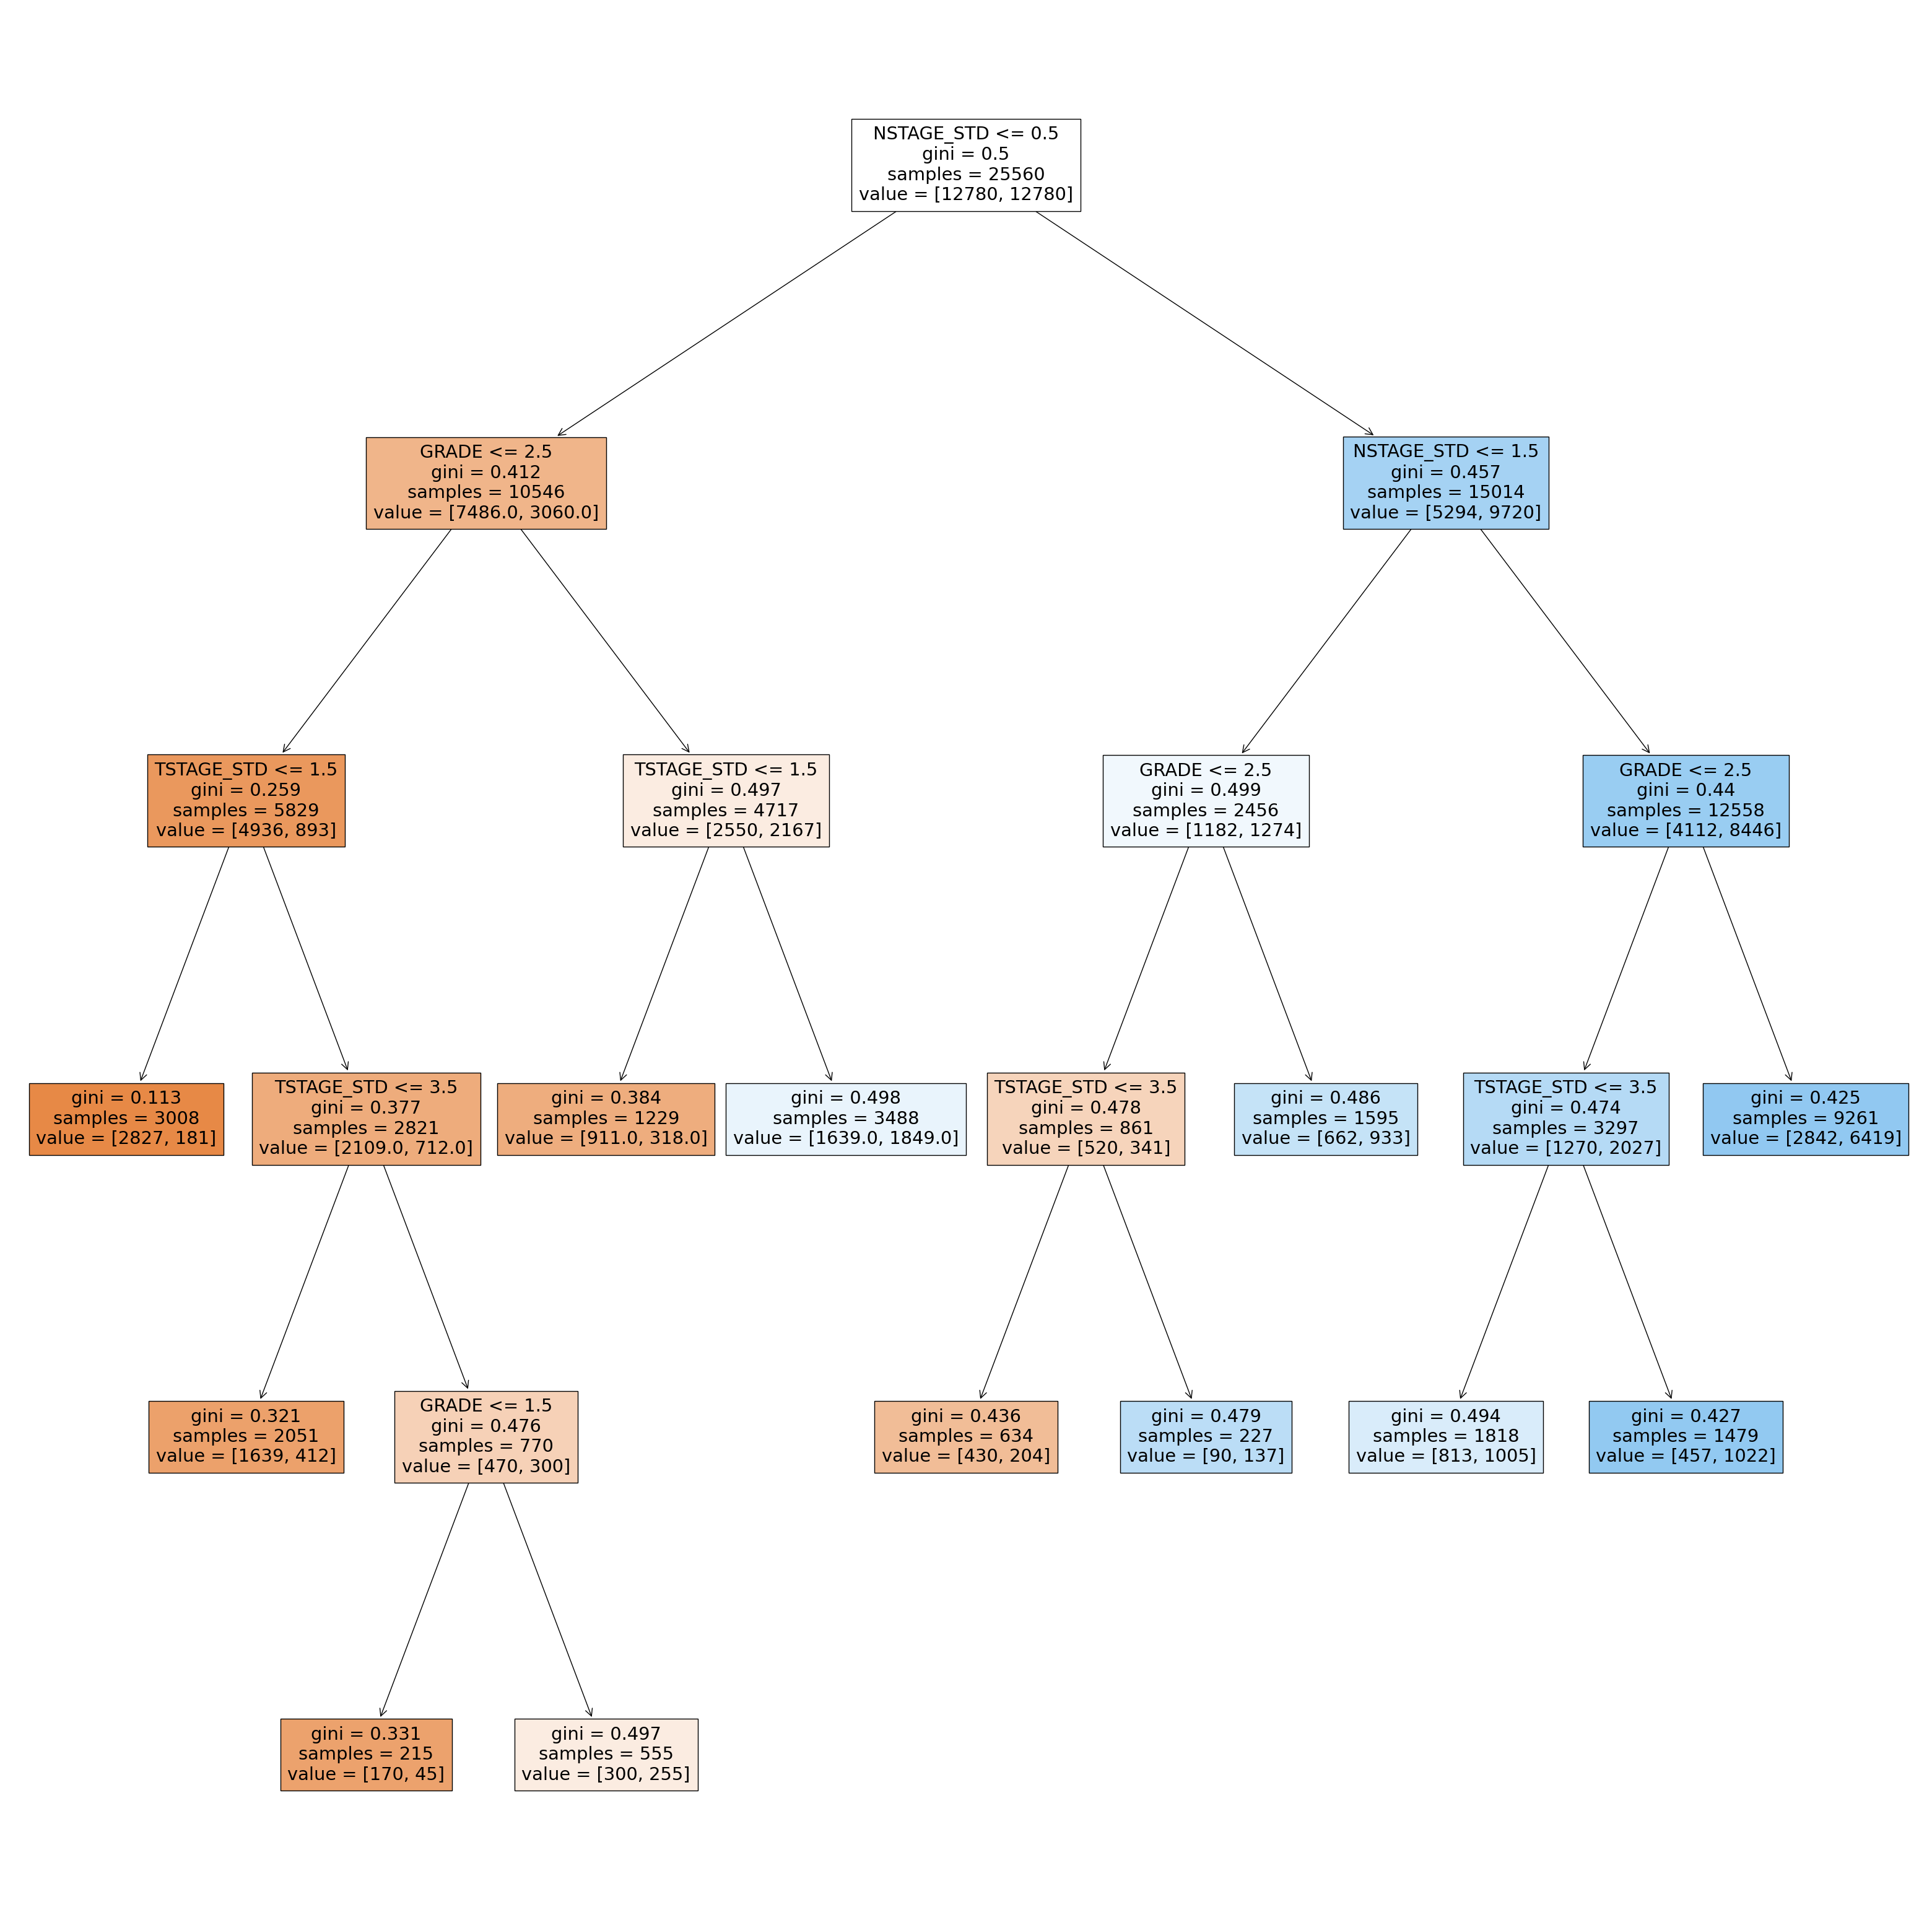 NSTAGE_STD <= 0.5
gini = 0.5
samples = 25560
value = [12780, 12780]
GRADE <= 2.5
gini = 0.412
samples = 10546
value = [7486.0, 3060.0]
NSTAGE_STD <= 1.5
gini = 0.457
samples = 15014
value = [5294, 9720]
TSTAGE_STD <= 1.5
gini = 0.259
samples = 5829
value = [4936, 893]
TSTAGE_STD <= 1.5
gini = 0.497
samples = 4717
value = [2550, 2167]
GRADE <= 2.5
gini = 0.499
samples = 2456
value = [1182, 1274]
GRADE <= 2.5
gini = 0.44
samples = 12558
value = [4112, 8446]
gini = 0.113
samples = 3008
value = [2827, 181]
TSTAGE_STD <= 3.5
gini = 0.377
samples = 2821
value = [2109.0, 712.0]
gini = 0.384
samples = 1229
value = [911.0, 318.0]
gini = 0.498
samples = 3488
value = [1639.0, 1849.0]
TSTAGE_STD <= 3.5
gini = 0.478
samples = 861
value = [520, 341]
gini = 0.486
samples = 1595
value = [662, 933]
TSTAGE_STD <= 3.5
gini = 0.474
samples = 3297
value = [1270, 2027]
gini = 0.425
samples = 9261
value = [2842, 6419]
gini = 0.321
samples = 2051
value = [1639, 412]
GRADE <= 1.5
gini = 0.476
samples = 770
value = [470, 300]
gini = 0.436
samples = 634
value = [430, 204]
gini = 0.479
samples = 227
value = [90, 137]
gini = 0.494
samples = 1818
value = [813, 1005]
gini = 0.427
samples = 1479
value = [457, 1022]
gini = 0.331
samples = 215
value = [170, 45]
gini = 0.497
samples = 555
value = [300, 255]